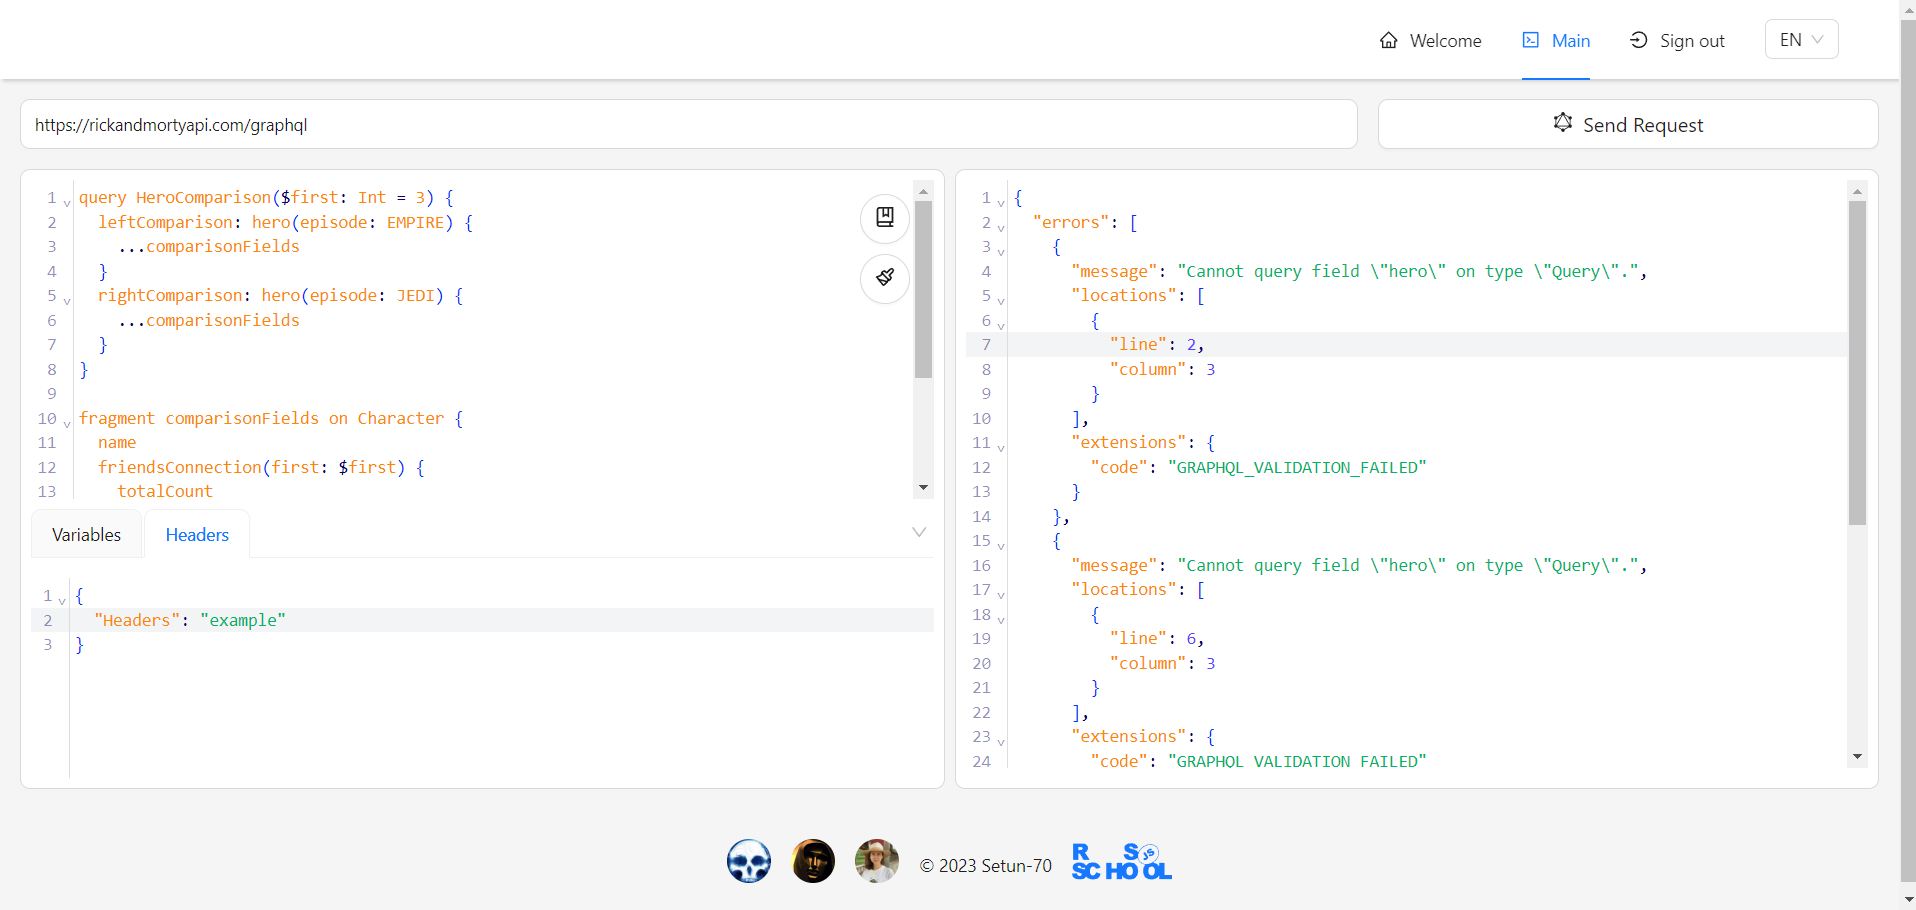 Welcome
Main
Sign out
EN
https://rickandmortyapi.com/graphql
Send Request
1 query HeroComparison($first: Int = 3) {
2   leftComparison: hero(episode: EMPIRE) {
3     ...comparisonFields
4   }
5   rightComparison: hero(episode: JEDI) {
6     ...comparisonFields
7   }
8 }
9
10 fragment comparisonFields on Character {
11   name
12   friendsConnection(first: $first) {
13     totalCount
Variables
Headers
1 {
2   "Headers": "example"
3 }
1 {
2   "errors": [
3     {
4       "message": "Cannot query field \"hero\" on type \"Query\".",
5       "locations": [
6         {
7           "line": 2,
8           "column": 3
9         }
10       ],
11       "extensions": {
12         "code": "GRAPHQL_VALIDATION_FAILED"
13       }
14     },
15     {
16       "message": "Cannot query field \"hero\" on type \"Query\".",
17       "locations": [
18         {
19           "line": 6,
20           "column": 3
21         }
22       ],
23       "extensions": {
24         "code": "GRAPHQL_VALIDATION_FAILED"
© 2023 Setun-70
RS JS
SCHOOL